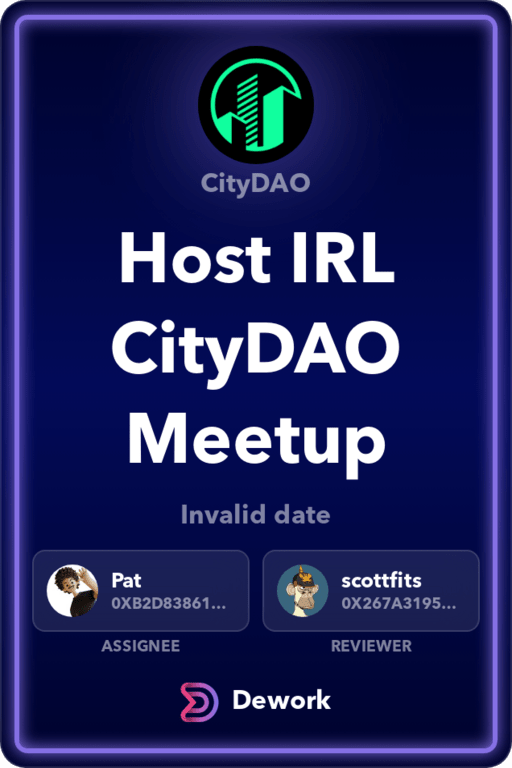 CityDAO
Host IRL
CityDAO
Meetup
Invalid date
Pat
0XB2D83861...
scottfits
0X267A3195...
ASSIGNEE
REVIEWER
Dework